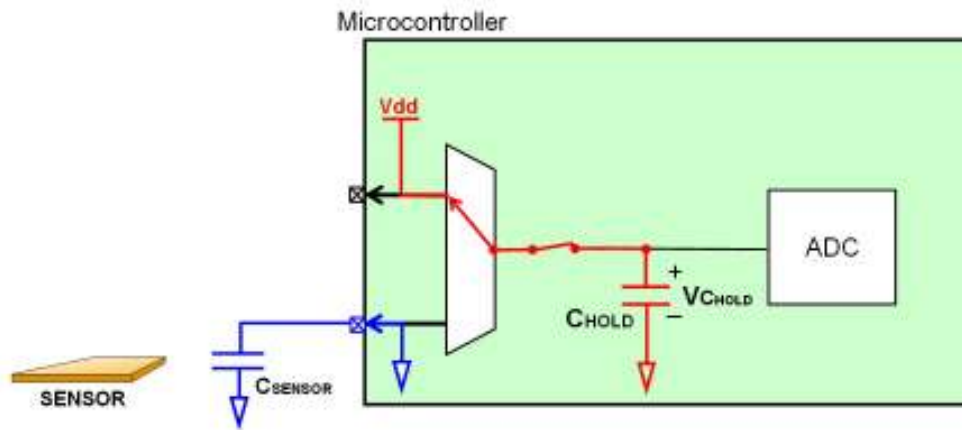 Microcontroller
Vdd
ADC
+
VCHOLD
CHOLD
–
CSENSOR
SENSOR